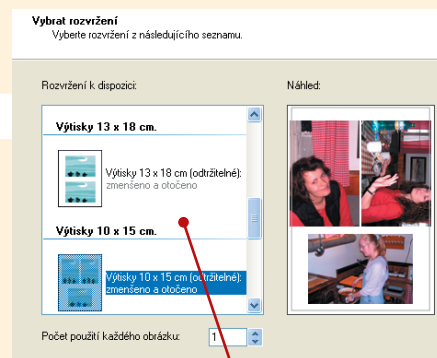 Vybrat rozvržení
Vyberte rozvržení z následujícího seznamu.
Rozvržení k dispozici:
Náhled:
Výtisky 13 x 18 cm.
Výtisky 13 x 18 cm (odtržitelné):
zmenšeno a otočeno
Výtisky 10 x 15 cm.
Výtisky 10 x 15 cm (odtržitelné):
zmenšeno a otočeno
Počet použití každého obrázku:
1